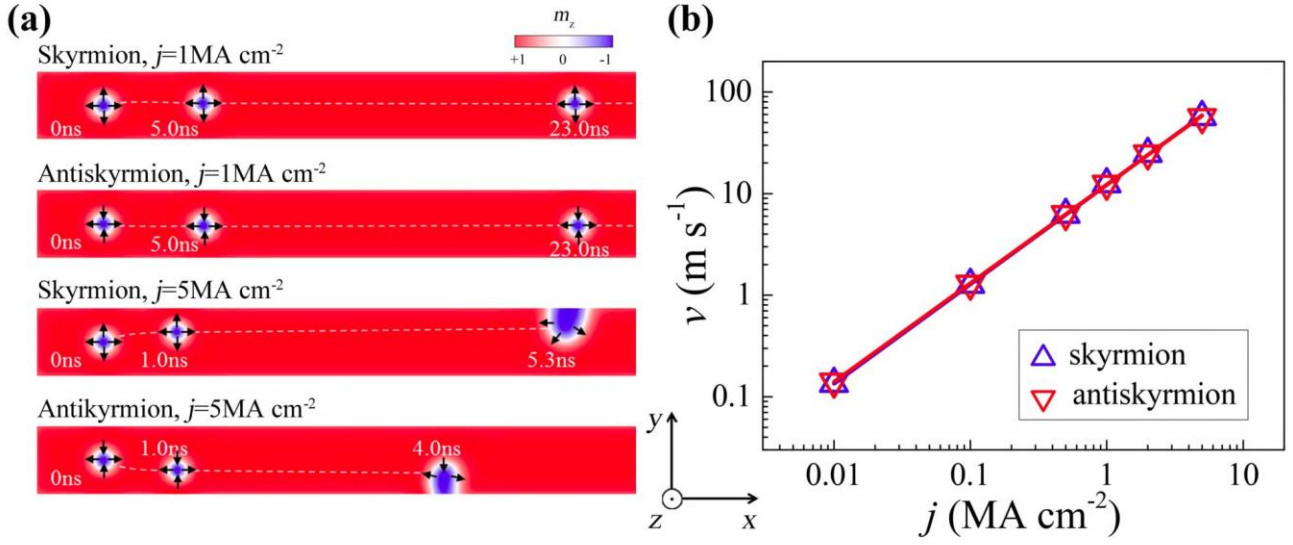 (a)
m_z
+1 0 -1
Skyrmion, j=1MA cm⁻²
0ns 5.0ns 23.0ns
Antiskyrmion, j=1MA cm⁻²
0ns 5.0ns 23.0ns
Skyrmion, j=5MA cm⁻²
0ns 1.0ns 5.3ns
Antikyrmion, j=5MA cm⁻²
0ns 1.0ns 4.0ns
y
z x
(b)
v (m s⁻¹)
100
10
1
0.1
skyrmion
antiskyrmion
0.01 0.1 1 10
j (MA cm⁻²)